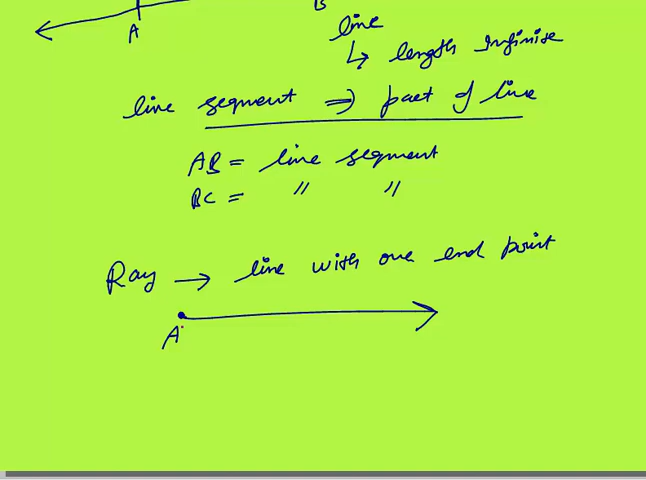 A B
line
↳ length infinite
line segment ⇒ part of line
AB = line segment
BC = " "
Ray → line with one end point
A